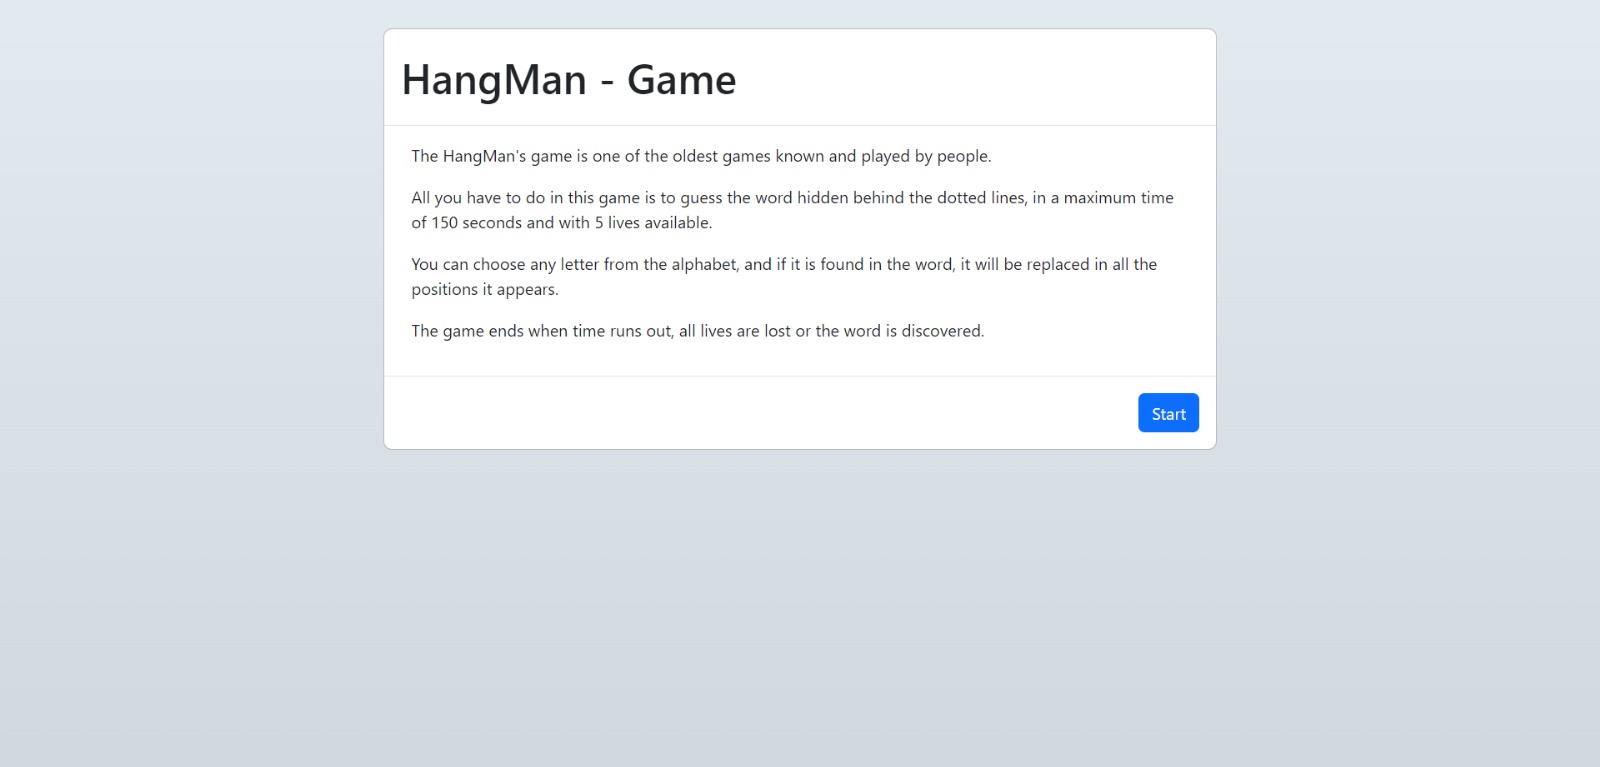 HangMan - Game
The HangMan's game is one of the oldest games known and played by people.
All you have to do in this game is to guess the word hidden behind the dotted lines, in a maximum time
of 150 seconds and with 5 lives available.
You can choose any letter from the alphabet, and if it is found in the word, it will be replaced in all the
positions it appears.
The game ends when time runs out, all lives are lost or the word is discovered.
Start